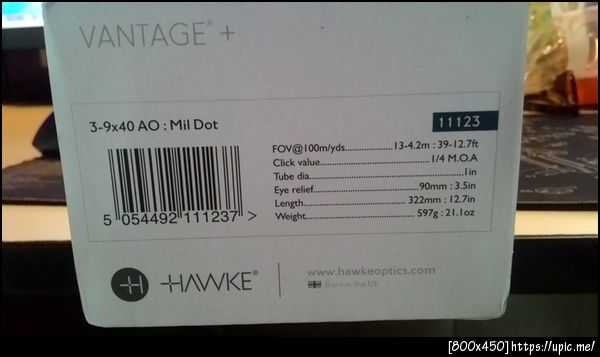 VANTAGE® +
3-9x40 AO : Mil Dot
11123
FOV@100m/yds....................13-4.2m : 39-12.7ft
Click value....................................1/4 M.O.A
Tube dia...............................................1in
Eye relief...................................90mm : 3.5in
Length....................................322mm : 12.7in
Weight.....................................597g : 21.1oz
5 054492 111237 >
HAWKE®
www.hawkeoptics.com
Born in the UK
[800x450]https://upic.me/